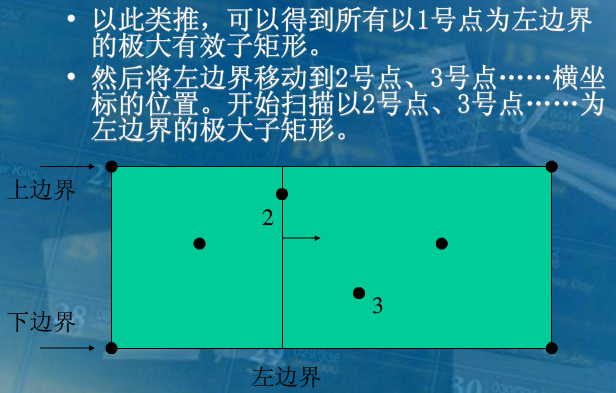 • 以此类推，可以得到所有以1号点为左边界
的极大有效子矩形。
• 然后将左边界移动到2号点、3号点……横坐
标的位置。开始扫描以2号点、3号点……为
左边界的极大子矩形。
上边界
2
3
下边界
左边界